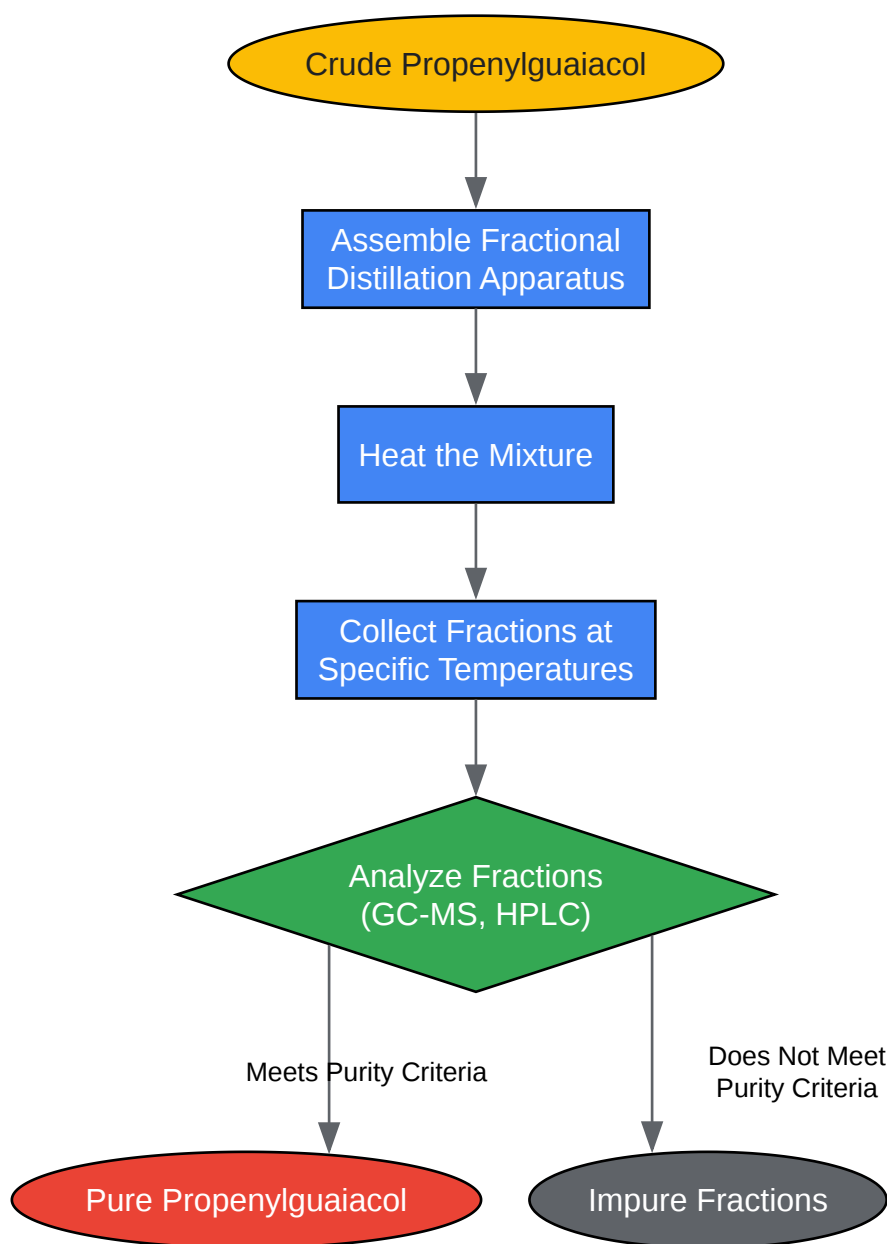 Crude Propenylguaiacol
Assemble Fractional
Distillation Apparatus
Heat the Mixture
Collect Fractions at
Specific Temperatures
Analyze Fractions
(GC-MS, HPLC)
Meets Purity Criteria
Does Not Meet
Purity Criteria
Pure Propenylguaiacol
Impure Fractions